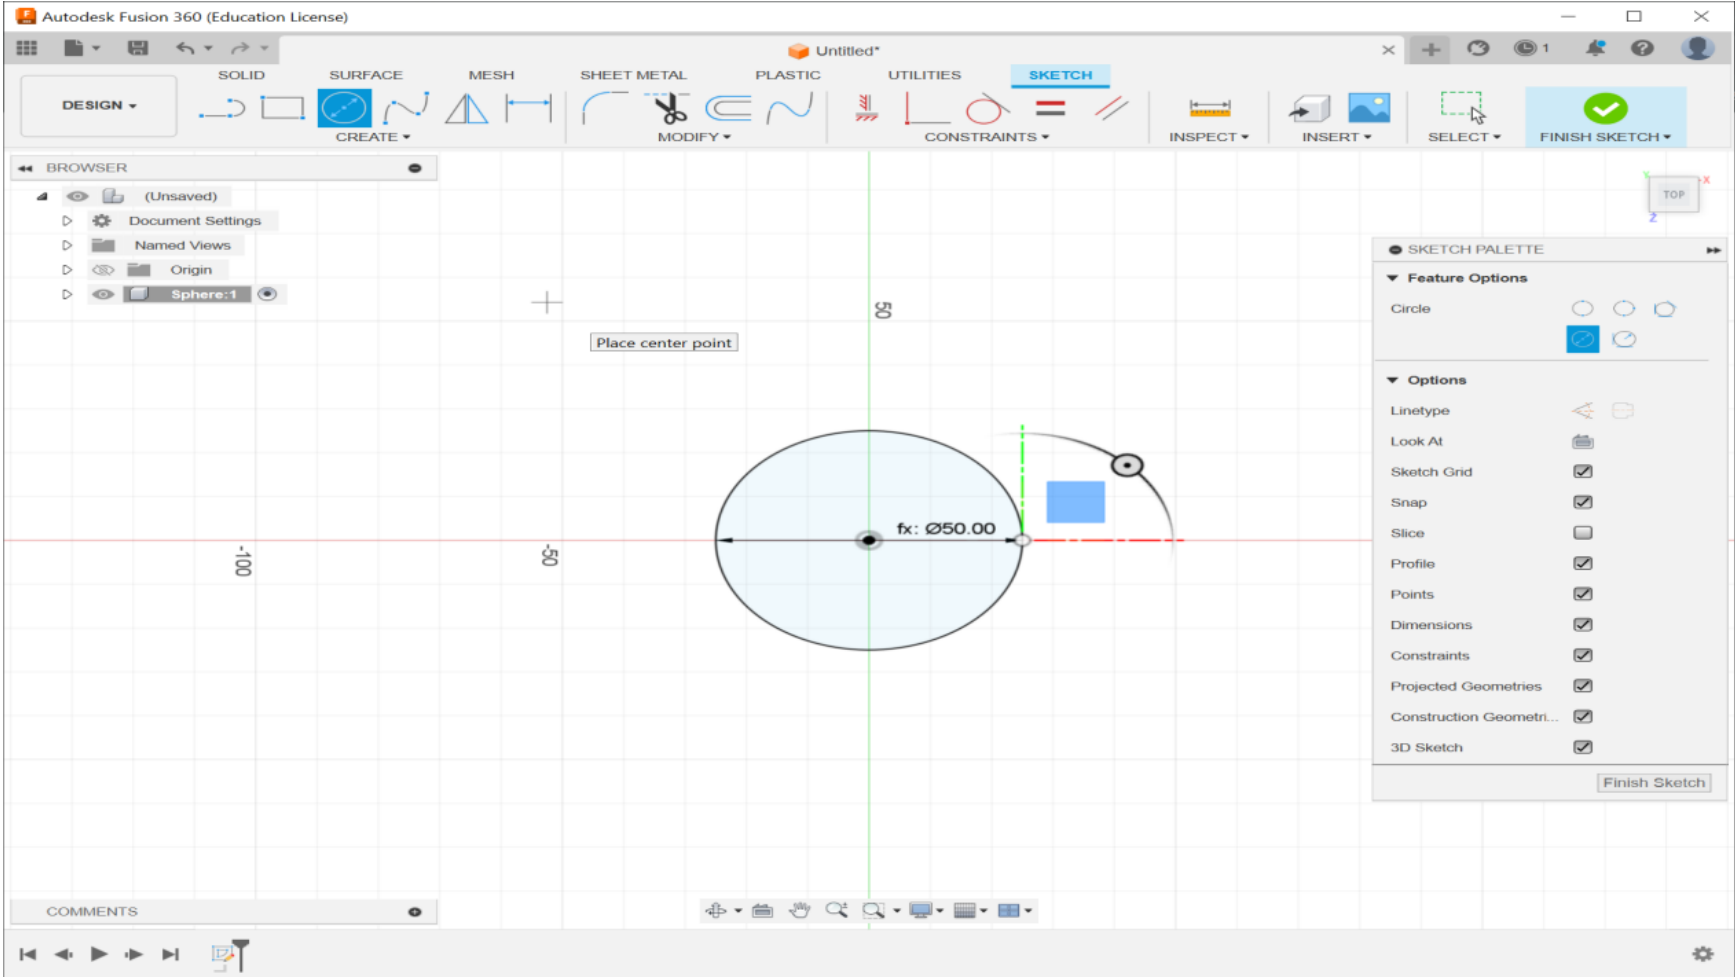 Autodesk Fusion 360 (Education License)
Untitled*
1
SOLID SURFACE MESH SHEET METAL PLASTIC UTILITIES SKETCH
DESIGN
CREATE MODIFY CONSTRAINTS INSPECT INSERT SELECT FINISH SKETCH
BROWSER
(Unsaved)
Document Settings
Named Views
Origin
Sphere:1
Place center point
50
fx: Ø50.00
-100
-50
Y
X
TOP
Z
SKETCH PALETTE
Feature Options
Circle
Options
Linetype
Look At
Sketch Grid
Snap
Slice
Profile
Points
Dimensions
Constraints
Projected Geometries
Construction Geometri...
3D Sketch
Finish Sketch
COMMENTS